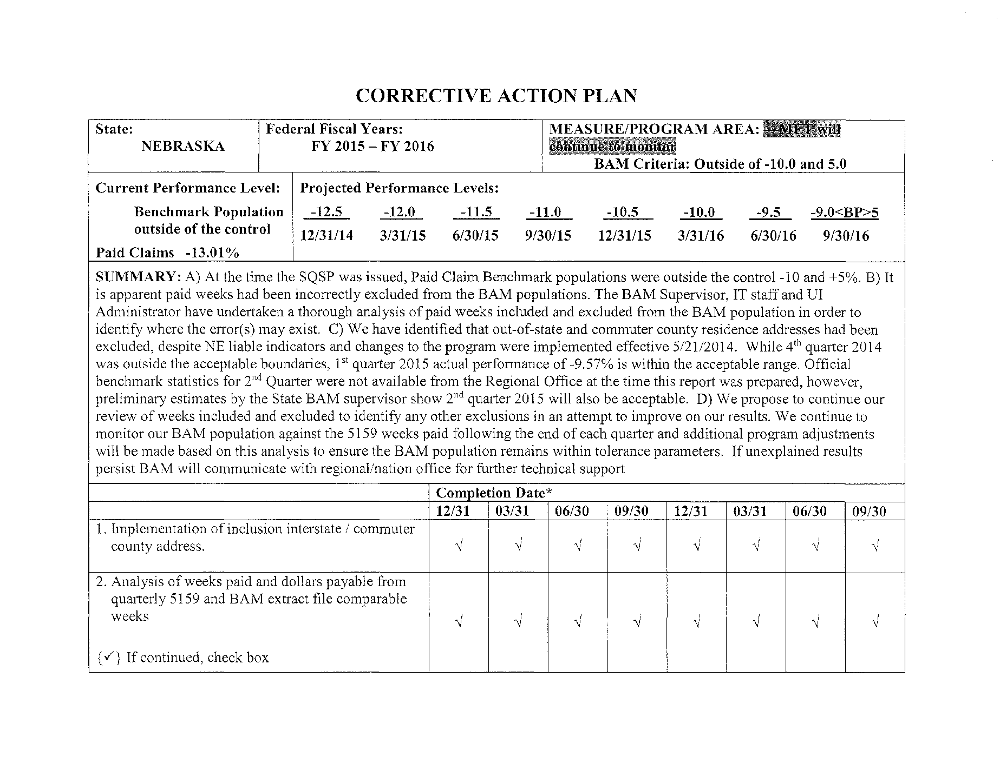 CORRECTIVE ACTION PLAN
State:
NEBRASKA
Federal Fiscal Years:
FY 2015 – FY 2016
MEASURE/PROGRAM AREA: – MET will
continue to monitor
BAM Criteria: Outside of -10.0 and 5.0
Current Performance Level:
Benchmark Population
outside of the control
Paid Claims -13.01%
Projected Performance Levels:
-12.5 -12.0 -11.5 -11.0 -10.5 -10.0 -9.5 -9.0<BP>5
12/31/14 3/31/15 6/30/15 9/30/15 12/31/15 3/31/16 6/30/16 9/30/16
SUMMARY: A) At the time the SQSP was issued, Paid Claim Benchmark populations were outside the control -10 and +5%. B) It
is apparent paid weeks had been incorrectly excluded from the BAM populations. The BAM Supervisor, IT staff and UI
Administrator have undertaken a thorough analysis of paid weeks included and excluded from the BAM population in order to
identify where the error(s) may exist. C) We have identified that out-of-state and commuter county residence addresses had been
excluded, despite NE liable indicators and changes to the program were implemented effective 5/21/2014. While 4th quarter 2014
was outside the acceptable boundaries, 1st quarter 2015 actual performance of -9.57% is within the acceptable range. Official
benchmark statistics for 2nd Quarter were not available from the Regional Office at the time this report was prepared, however,
preliminary estimates by the State BAM supervisor show 2nd quarter 2015 will also be acceptable. D) We propose to continue our
review of weeks included and excluded to identify any other exclusions in an attempt to improve on our results. We continue to
monitor our BAM population against the 5159 weeks paid following the end of each quarter and additional program adjustments
will be made based on this analysis to ensure the BAM population remains within tolerance parameters. If unexplained results
persist BAM will communicate with regional/nation office for further technical support
Completion Date*
12/31 03/31 06/30 09/30 12/31 03/31 06/30 09/30
1. Implementation of inclusion interstate / commuter
county address. √ √ √ √ √ √ √ √
2. Analysis of weeks paid and dollars payable from
quarterly 5159 and BAM extract file comparable
weeks √ √ √ √ √ √ √ √
{✓} If continued, check box